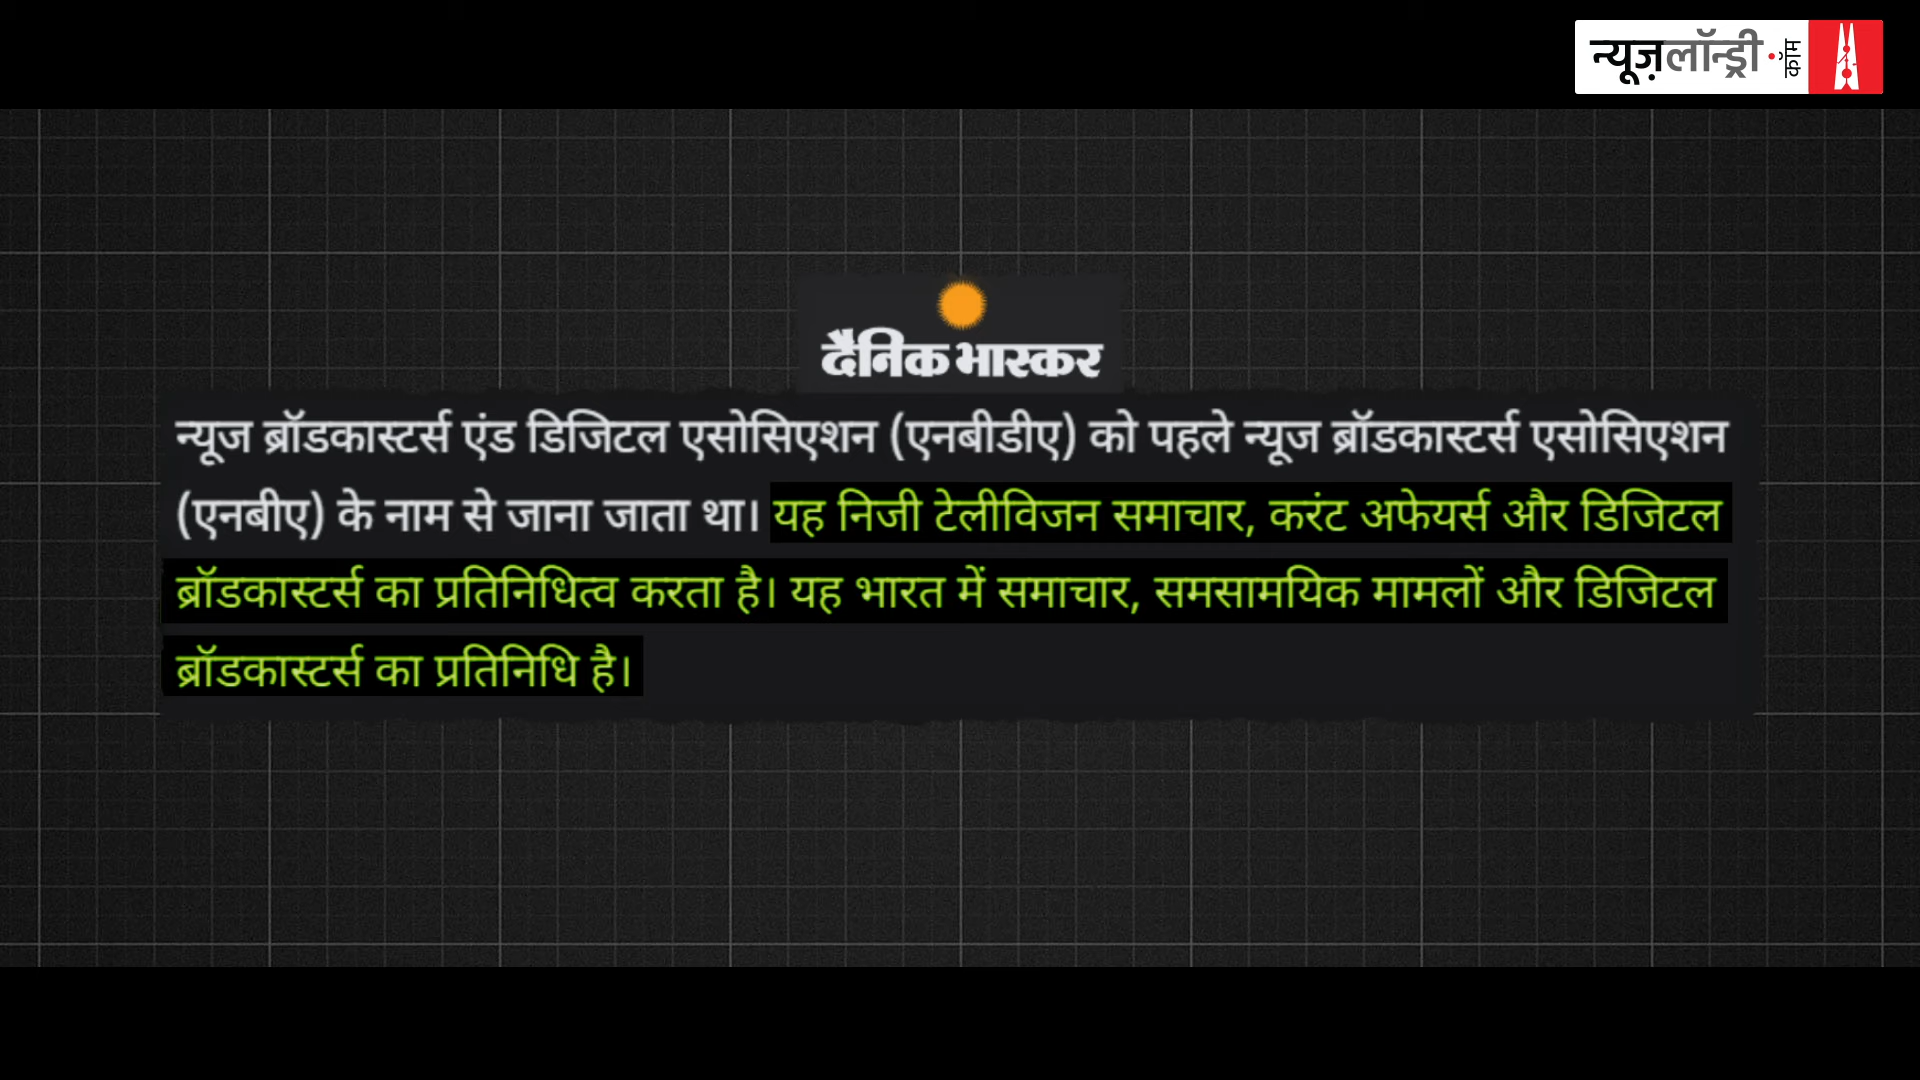 न्यूज़लॉन्ड्री.कॉम
दैनिक भास्कर
न्यूज ब्रॉडकास्टर्स एंड डिजिटल एसोसिएशन (एनबीडीए) को पहले न्यूज ब्रॉडकास्टर्स एसोसिएशन
(एनबीए) के नाम से जाना जाता था। यह निजी टेलीविजन समाचार, करंट अफेयर्स और डिजिटल
ब्रॉडकास्टर्स का प्रतिनिधित्व करता है। यह भारत में समाचार, समसामयिक मामलों और डिजिटल
ब्रॉडकास्टर्स का प्रतिनिधि है।